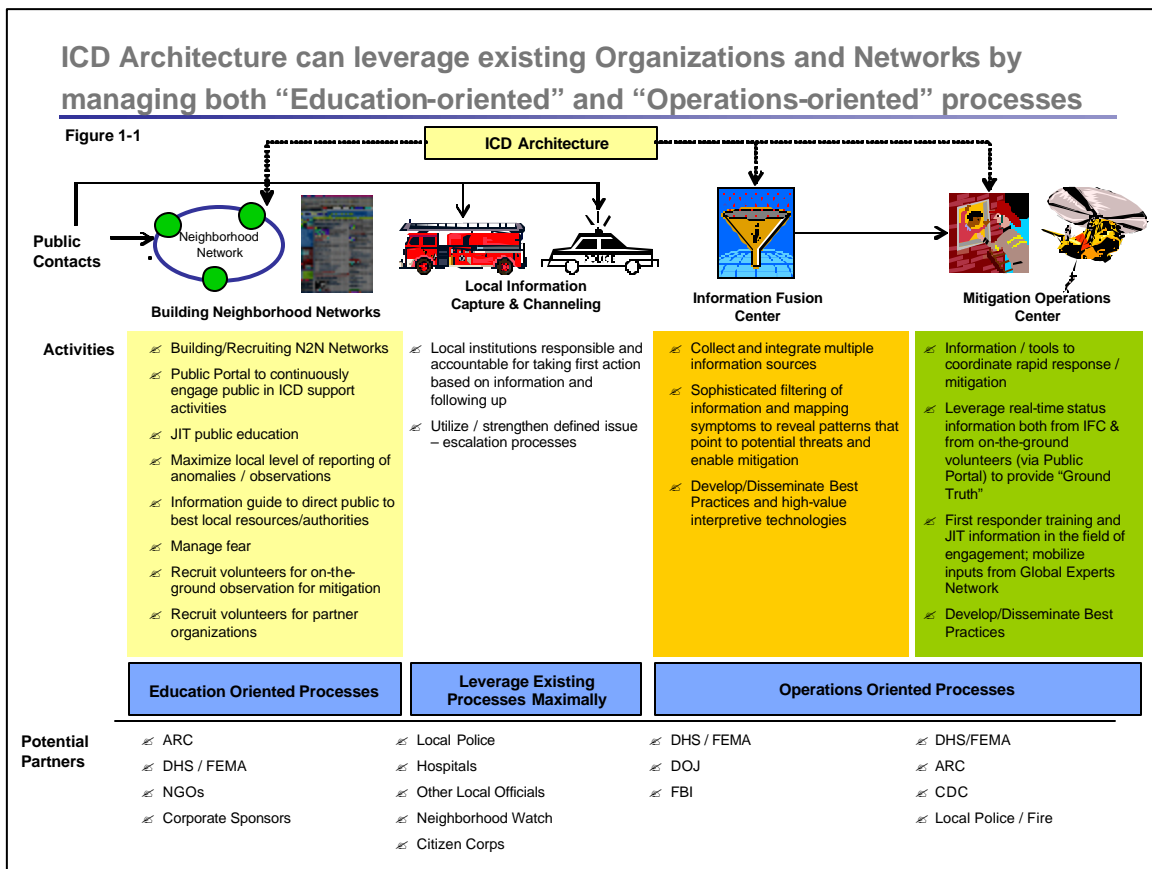 ICD Architecture can leverage existing Organizations and Networks by
managing both “Education-oriented” and “Operations-oriented” processes
Figure 1-1
ICD Architecture
Public
Contacts
Neighborhood
Network
POLICE
Building Neighborhood Networks
Local Information
Capture & Channeling
Information Fusion
Center
Mitigation Operations
Center
Activities
Building/Recruiting N2N Networks
Public Portal to continuously
engage public in ICD support
activities
JIT public education
Maximize local level of reporting of
anomalies / observations
Information guide to direct public to
best local resources/authorities
Manage fear
Recruit volunteers for on-the-
ground observation for mitigation
Recruit volunteers for partner
organizations
Local institutions responsible and
accountable for taking first action
based on information and
following up
Utilize / strengthen defined issue
– escalation processes
Collect and integrate multiple
information sources
Sophisticated filtering of
information and mapping
symptoms to reveal patterns that
point to potential threats and
enable mitigation
Develop/Disseminate Best
Practices and high-value
interpretive technologies
Information / tools to
coordinate rapid response /
mitigation
Leverage real-time status
information both from IFC &
from on-the-ground
volunteers (via Public
Portal) to provide “Ground
Truth”
First responder training and
JIT information in the field of
engagement; mobilize
inputs from Global Experts
Network
Develop/Disseminate Best
Practices
Education Oriented Processes
Leverage Existing
Processes Maximally
Operations Oriented Processes
Potential
Partners
ARC
DHS / FEMA
NGOs
Corporate Sponsors
Local Police
Hospitals
Other Local Officials
Neighborhood Watch
Citizen Corps
DHS / FEMA
DOJ
FBI
DHS/FEMA
ARC
CDC
Local Police / Fire